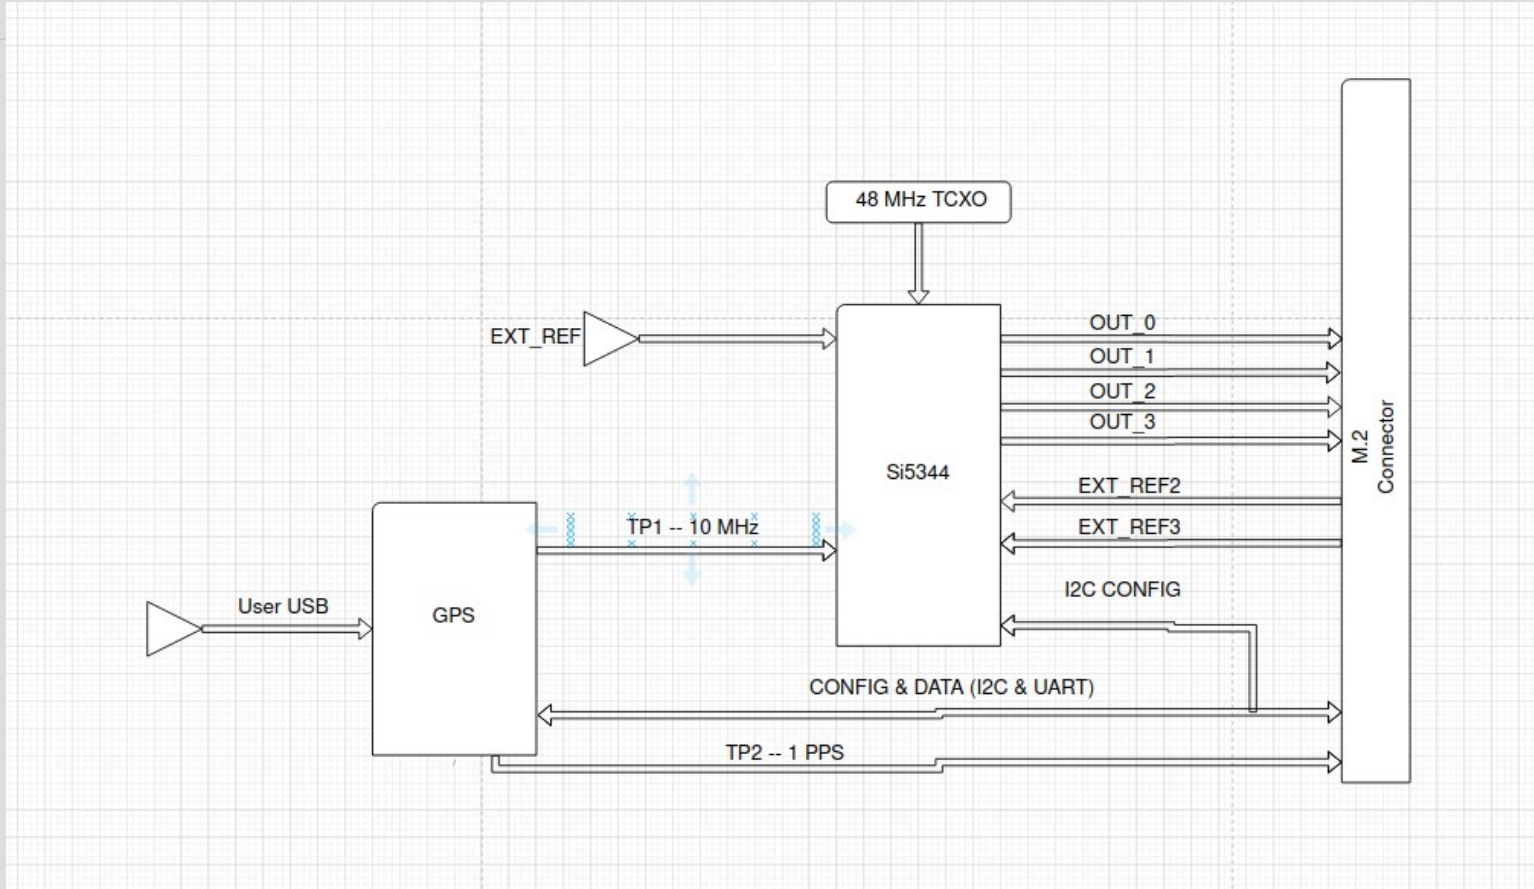 48 MHz TCXO
EXT_REF
OUT_0
OUT_1
OUT_2
OUT_3
M.2
Connector
Si5344
EXT_REF2
TP1 -- 10 MHz
EXT_REF3
I2C CONFIG
User USB
GPS
CONFIG & DATA (I2C & UART)
TP2 -- 1 PPS